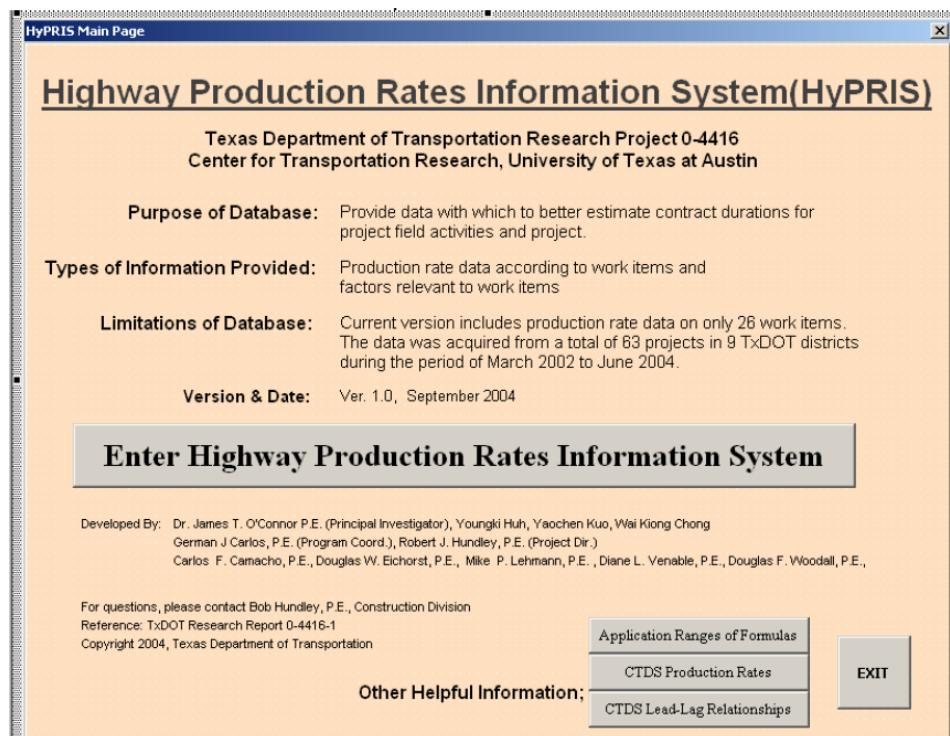 HyPRIS Main Page
Highway Production Rates Information System(HyPRIS)
Texas Department of Transportation Research Project 0-4416
Center for Transportation Research, University of Texas at Austin
Purpose of Database: Provide data with which to better estimate contract durations for
project field activities and project.
Types of Information Provided: Production rate data according to work items and
factors relevant to work items
Limitations of Database: Current version includes production rate data on only 26 work items.
The data was acquired from a total of 63 projects in 9 TxDOT districts
during the period of March 2002 to June 2004.
Version & Date: Ver. 1.0, September 2004
Enter Highway Production Rates Information System
Developed By: Dr. James T. O'Connor P.E. (Principal Investigator), Youngki Huh, Yaochen Kuo, Wai Kiong Chong
German J Carlos, P.E. (Program Coord.), Robert J. Hundley, P.E. (Project Dir.)
Carlos F. Camacho, P.E., Douglas W. Eichorst, P.E., Mike P. Lehmann, P.E. , Diane L. Venable, P.E., Douglas F. Woodall, P.E.,
For questions, please contact Bob Hundley, P.E., Construction Division
Reference: TxDOT Research Report 0-4416-1
Copyright 2004, Texas Department of Transportation
Other Helpful Information;
Application Ranges of Formulas
CTDS Production Rates
CTDS Lead-Lag Relationships
EXIT